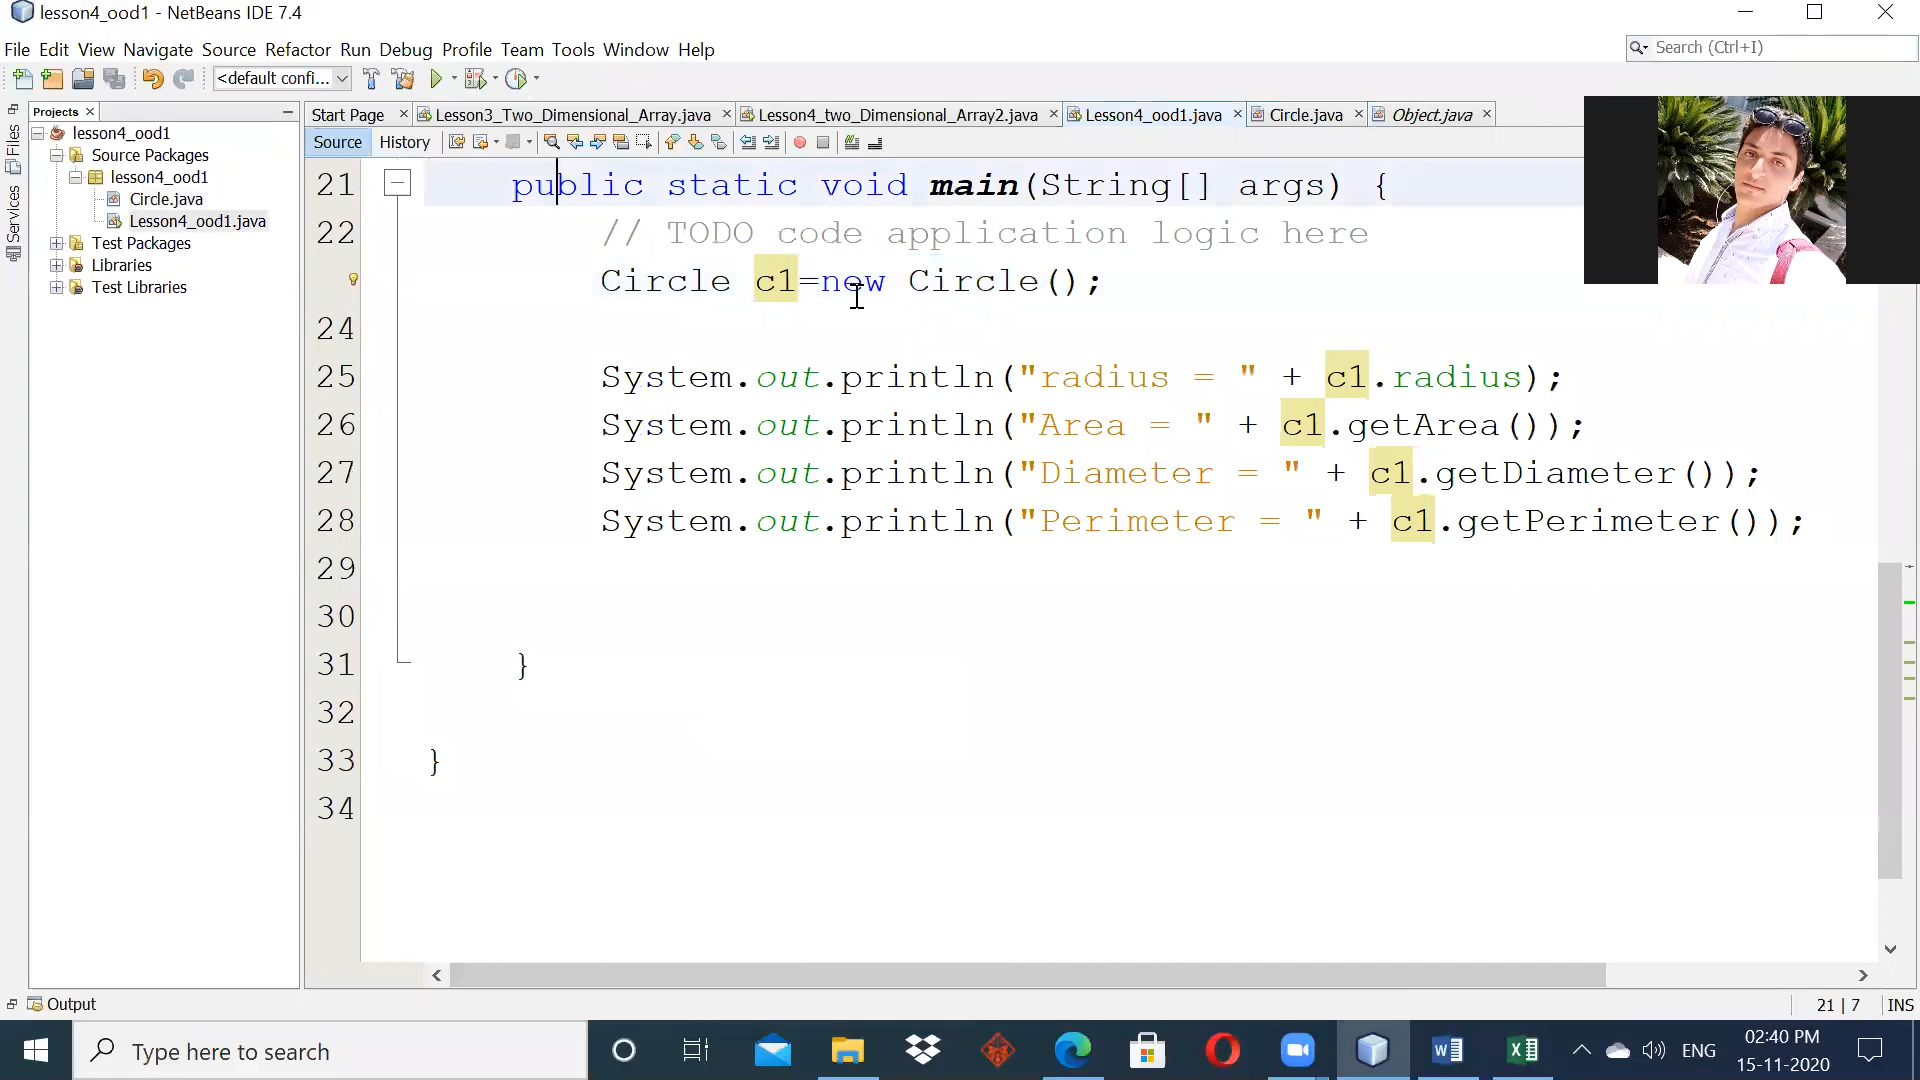 lesson4_ood1 - NetBeans IDE 7.4
File Edit View Navigate Source Refactor Run Debug Profile Team Tools Window Help
Search (Ctrl+I)
<default confi...
Files
Services
Projects
lesson4_ood1
Source Packages
lesson4_ood1
Circle.java
Lesson4_ood1.java
Test Packages
Libraries
Test Libraries
Start Page Lesson3_Two_Dimensional_Array.java Lesson4_two_Dimensional_Array2.java Lesson4_ood1.java Circle.java Object.java
Source History
21 public static void main(String[] args) {
22 // TODO code application logic here
Circle c1=new Circle();
24
25 System.out.println("radius = " + c1.radius);
26 System.out.println("Area = " + c1.getArea());
27 System.out.println("Diameter = " + c1.getDiameter());
28 System.out.println("Perimeter = " + c1.getPerimeter());
29
30
31 }
32
33 }
34
Output
21 | 7 INS
Type here to search
ENG
02:40 PM
15-11-2020